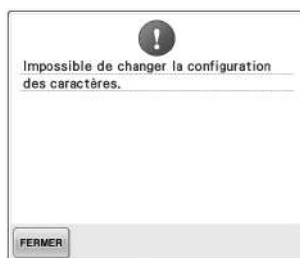 Impossible de changer la configuration
des caractères.
FERMER